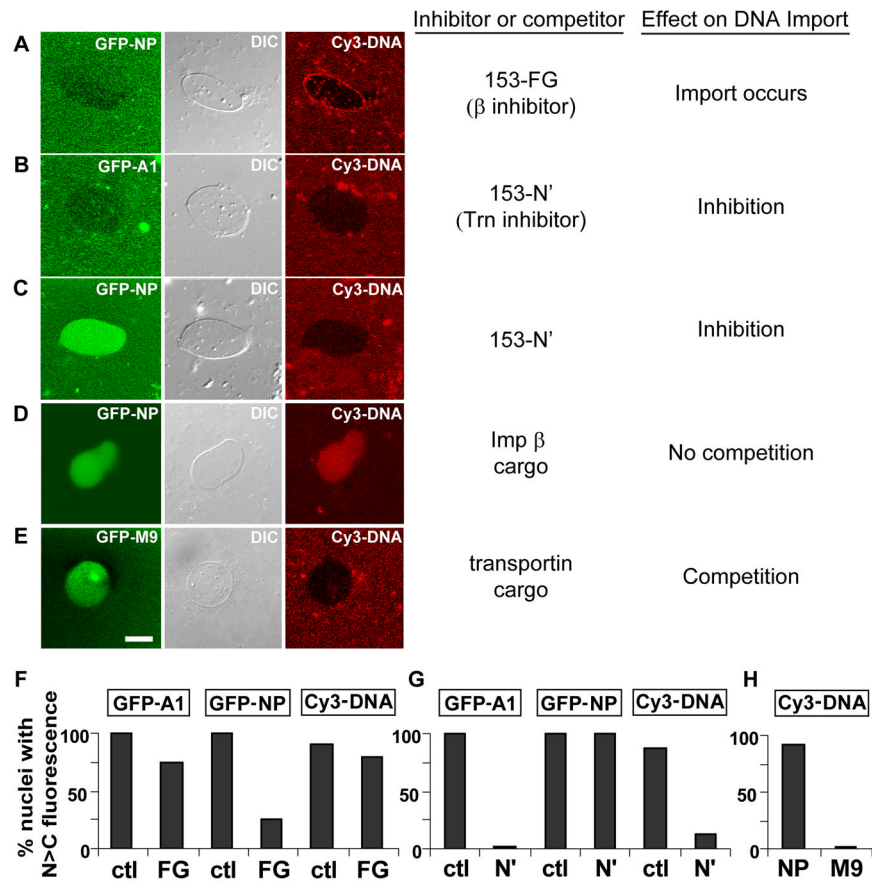 Inhibitor or competitor
Effect on DNA Import
A
GFP-NP
DIC
Cy3-DNA
153-FG
(β inhibitor)
Import occurs
B
GFP-A1
DIC
Cy3-DNA
153-N'
(Trn inhibitor)
Inhibition
C
GFP-NP
DIC
Cy3-DNA
153-N'
Inhibition
D
GFP-NP
DIC
Cy3-DNA
Imp β
cargo
No competition
E
GFP-M9
DIC
Cy3-DNA
transportin
cargo
Competition
F
GFP-A1
GFP-NP
Cy3-DNA
% nuclei with
N>C fluorescence
100
50
0
ctl
FG
ctl
FG
ctl
FG
G
GFP-A1
GFP-NP
Cy3-DNA
100
50
0
ctl
N'
ctl
N'
ctl
N'
H
Cy3-DNA
100
50
0
NP
M9